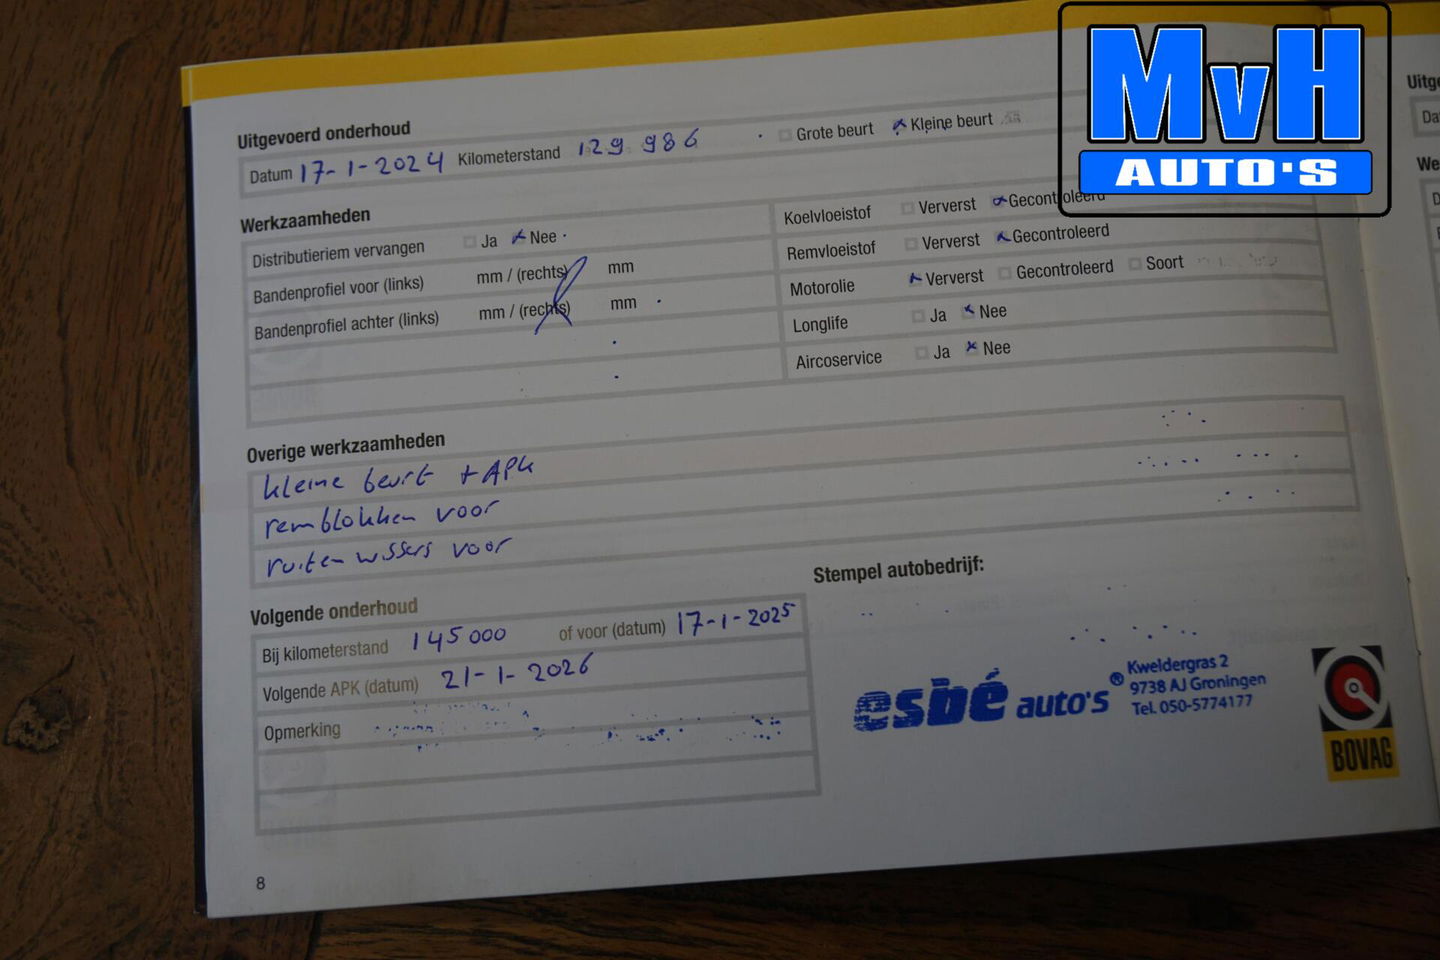 MvH
AUTO'S
Uitgevoerd onderhoud
Datum 17-1-2024 Kilometerstand 129 986 Grote beurt Kleine beurt
Werkzaamheden
Distributieriem vervangen Ja Nee
Bandenprofiel voor (links) mm / (rechts) mm
Bandenprofiel achter (links) mm / (rechts) mm
Koelvloeistof Ververst Gecontroleerd
Remvloeistof Ververst Gecontroleerd
Motorolie Ververst Gecontroleerd Soort
Longlife Ja Nee
Aircoservice Ja Nee
Overige werkzaamheden
kleine beurt + APK
remblokken voor
ruiten wissers voor
Volgende onderhoud
Bij kilometerstand 145000 of voor (datum) 17-1-2025
Volgende APK (datum) 21-1-2026
Opmerking
Stempel autobedrijf:
esbé auto's®
Kweldergras 2
9738 AJ Groningen
Tel. 050-5774177
BOVAG
8